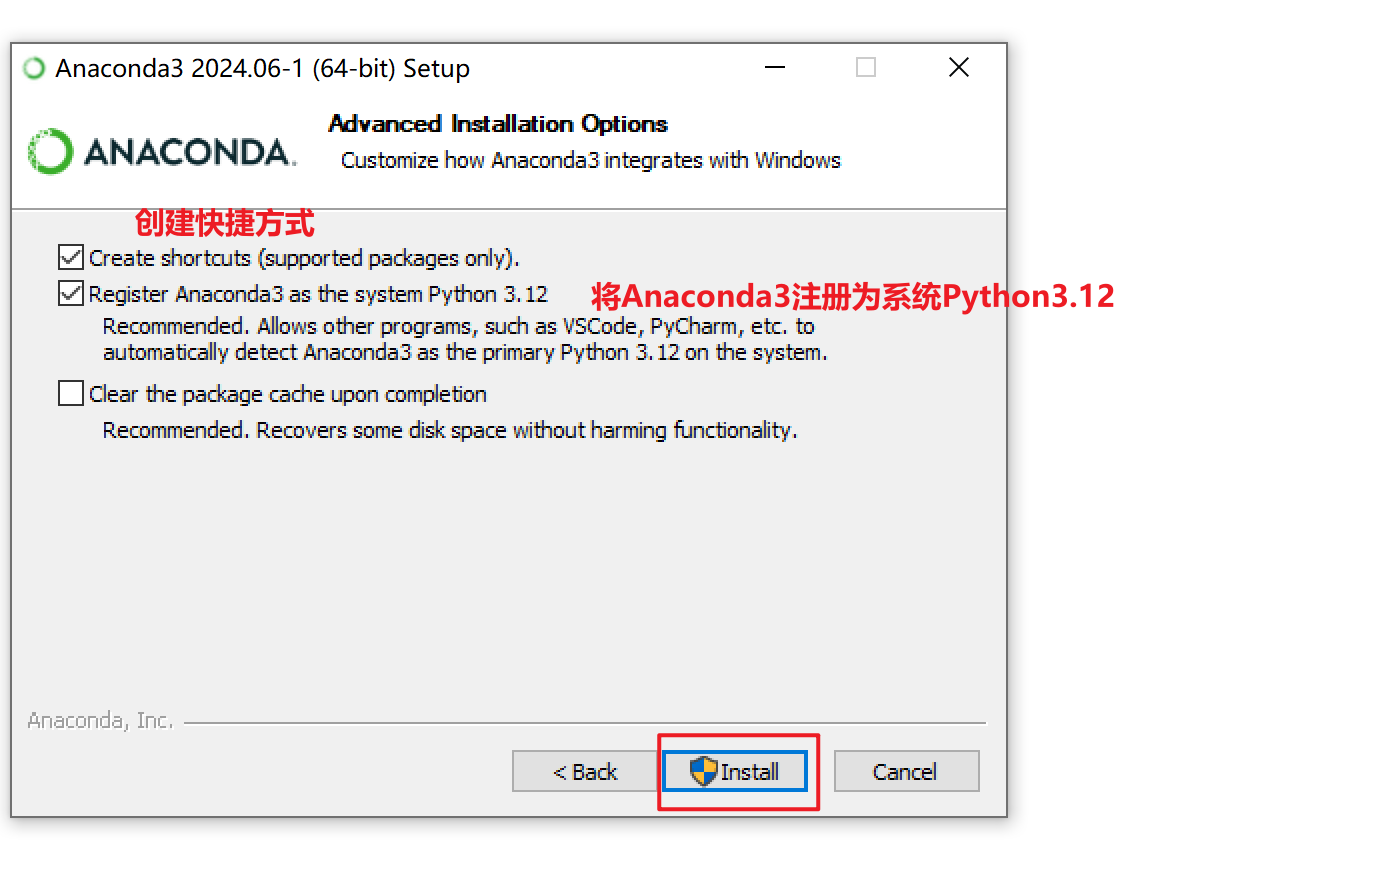 Anaconda3 2024.06-1 (64-bit) Setup
ANACONDA.
Advanced Installation Options
Customize how Anaconda3 integrates with Windows
创建快捷方式
Create shortcuts (supported packages only).
Register Anaconda3 as the system Python 3.12
将Anaconda3注册为系统Python3.12
Recommended. Allows other programs, such as VSCode, PyCharm, etc. to
automatically detect Anaconda3 as the primary Python 3.12 on the system.
Clear the package cache upon completion
Recommended. Recovers some disk space without harming functionality.
Anaconda, Inc.
< Back
Install
Cancel